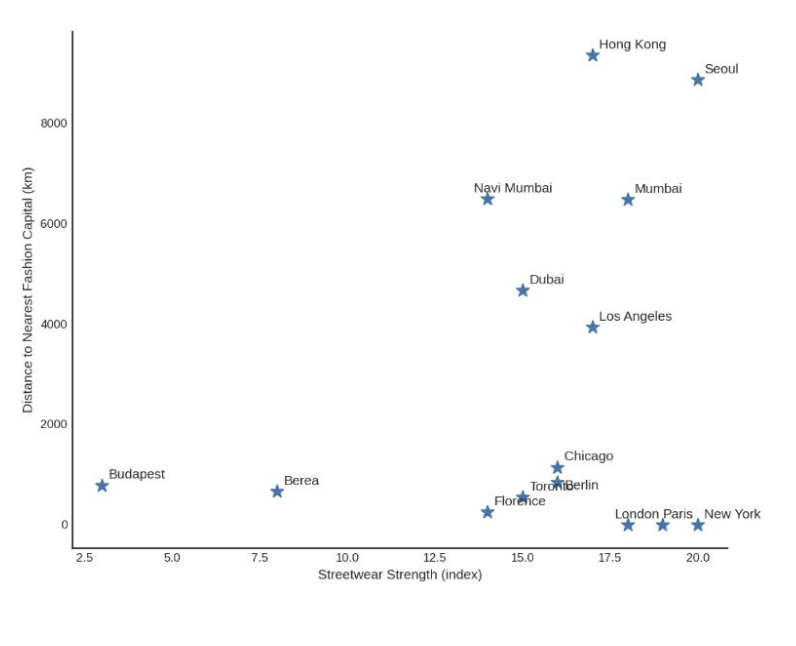 Hong Kong
Seoul
8000
Navi Mumbai
Mumbai
6000
Dubai
Los Angeles
4000
2000
Chicago
Budapest
Berea
Toronto
Berlin
Florence
London
Paris
New York
0
Distance to Nearest Fashion Capital (km)
2.5 5.0 7.5 10.0 12.5 15.0 17.5 20.0
Streetwear Strength (index)